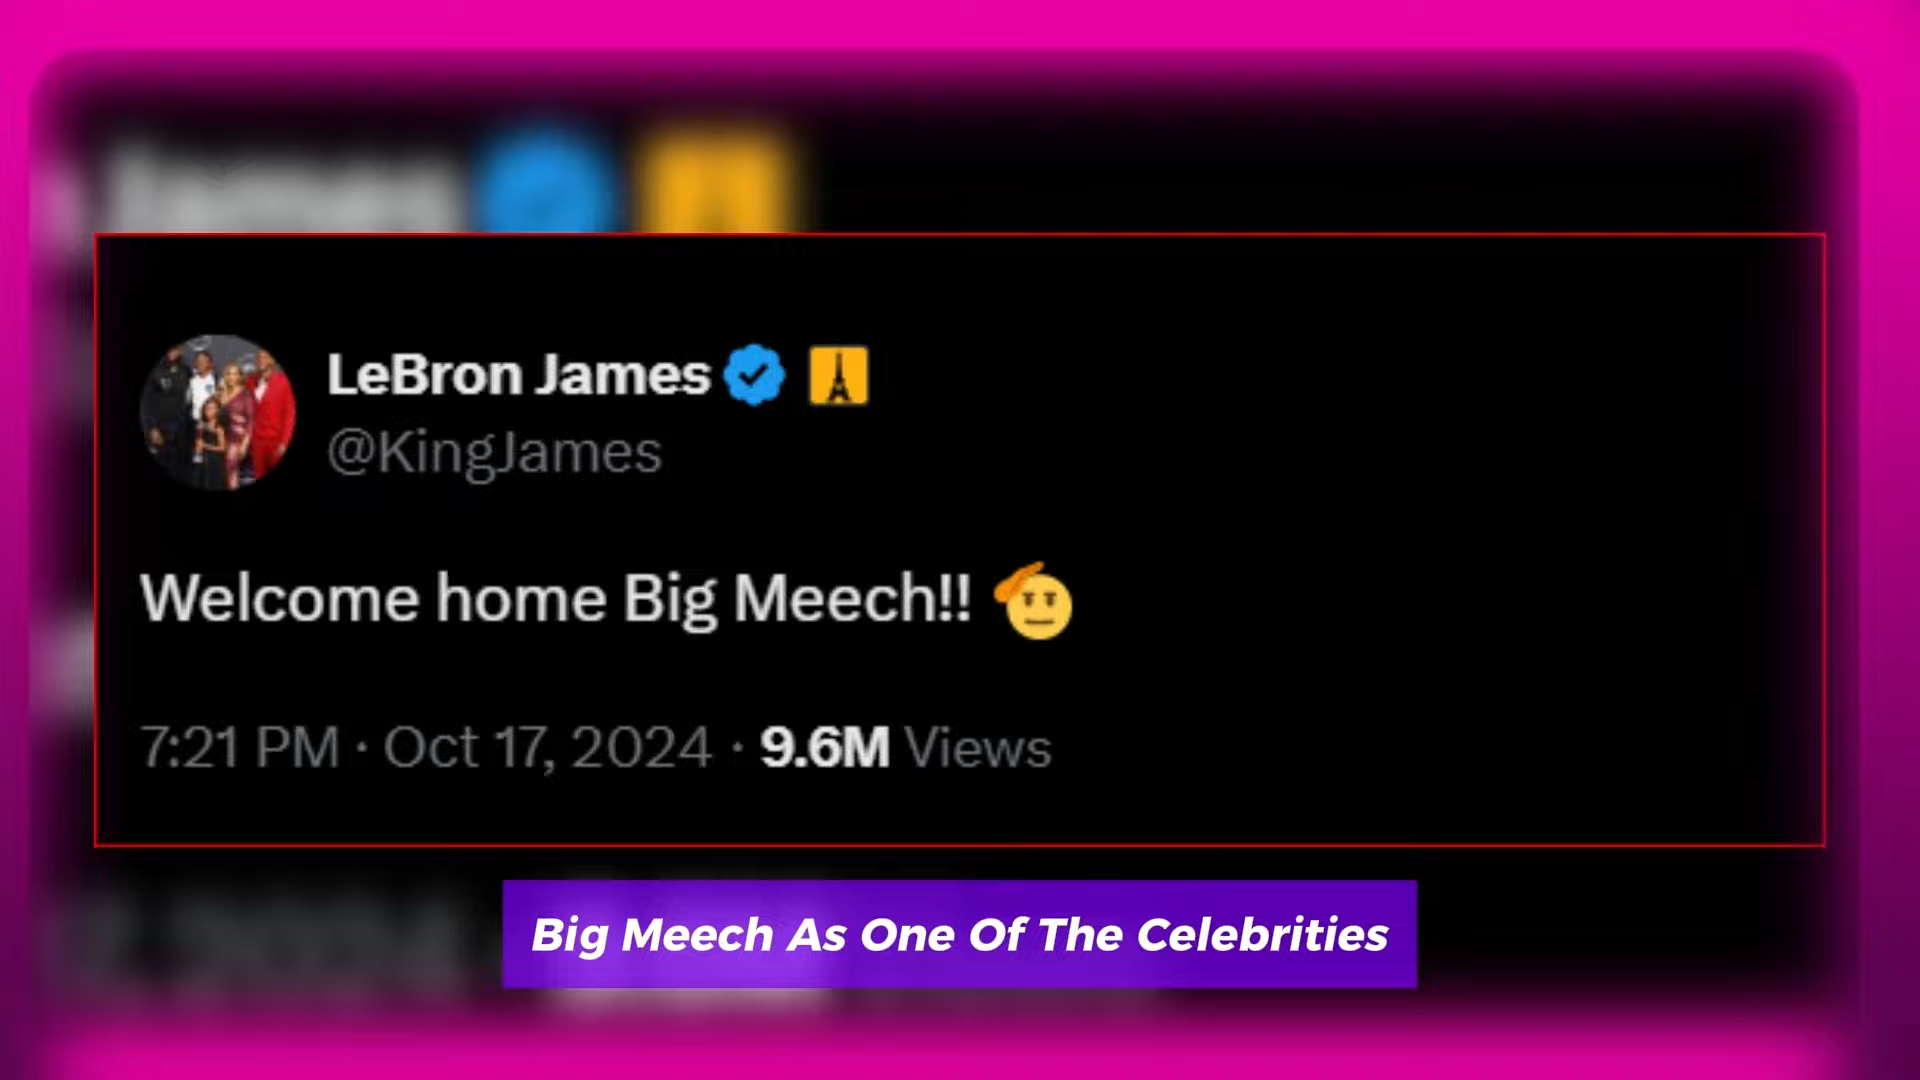 James
LeBron James
@KingJames
Welcome home Big Meech!!
7:21 PM · Oct 17, 2024 · 9.6M Views
Big Meech As One Of The Celebrities